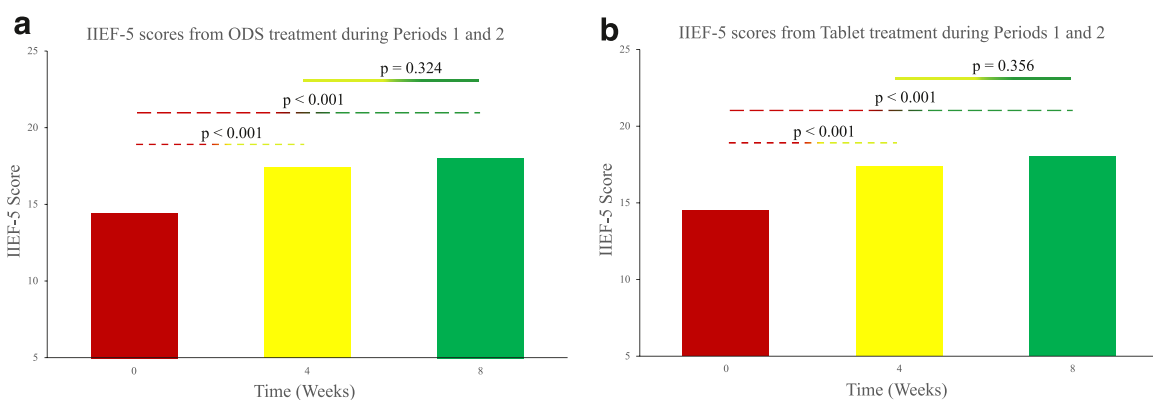 a
IIEF-5 scores from ODS treatment during Periods 1 and 2
25
20
15
10
5
IIEF-5 Score
p = 0.324
p < 0.001
p < 0.001
0
4
8
Time (Weeks)
b
IIEF-5 scores from Tablet treatment during Periods 1 and 2
25
20
15
10
5
IIEF-5 Score
p = 0.356
p < 0.001
p < 0.001
0
4
8
Time (Weeks)